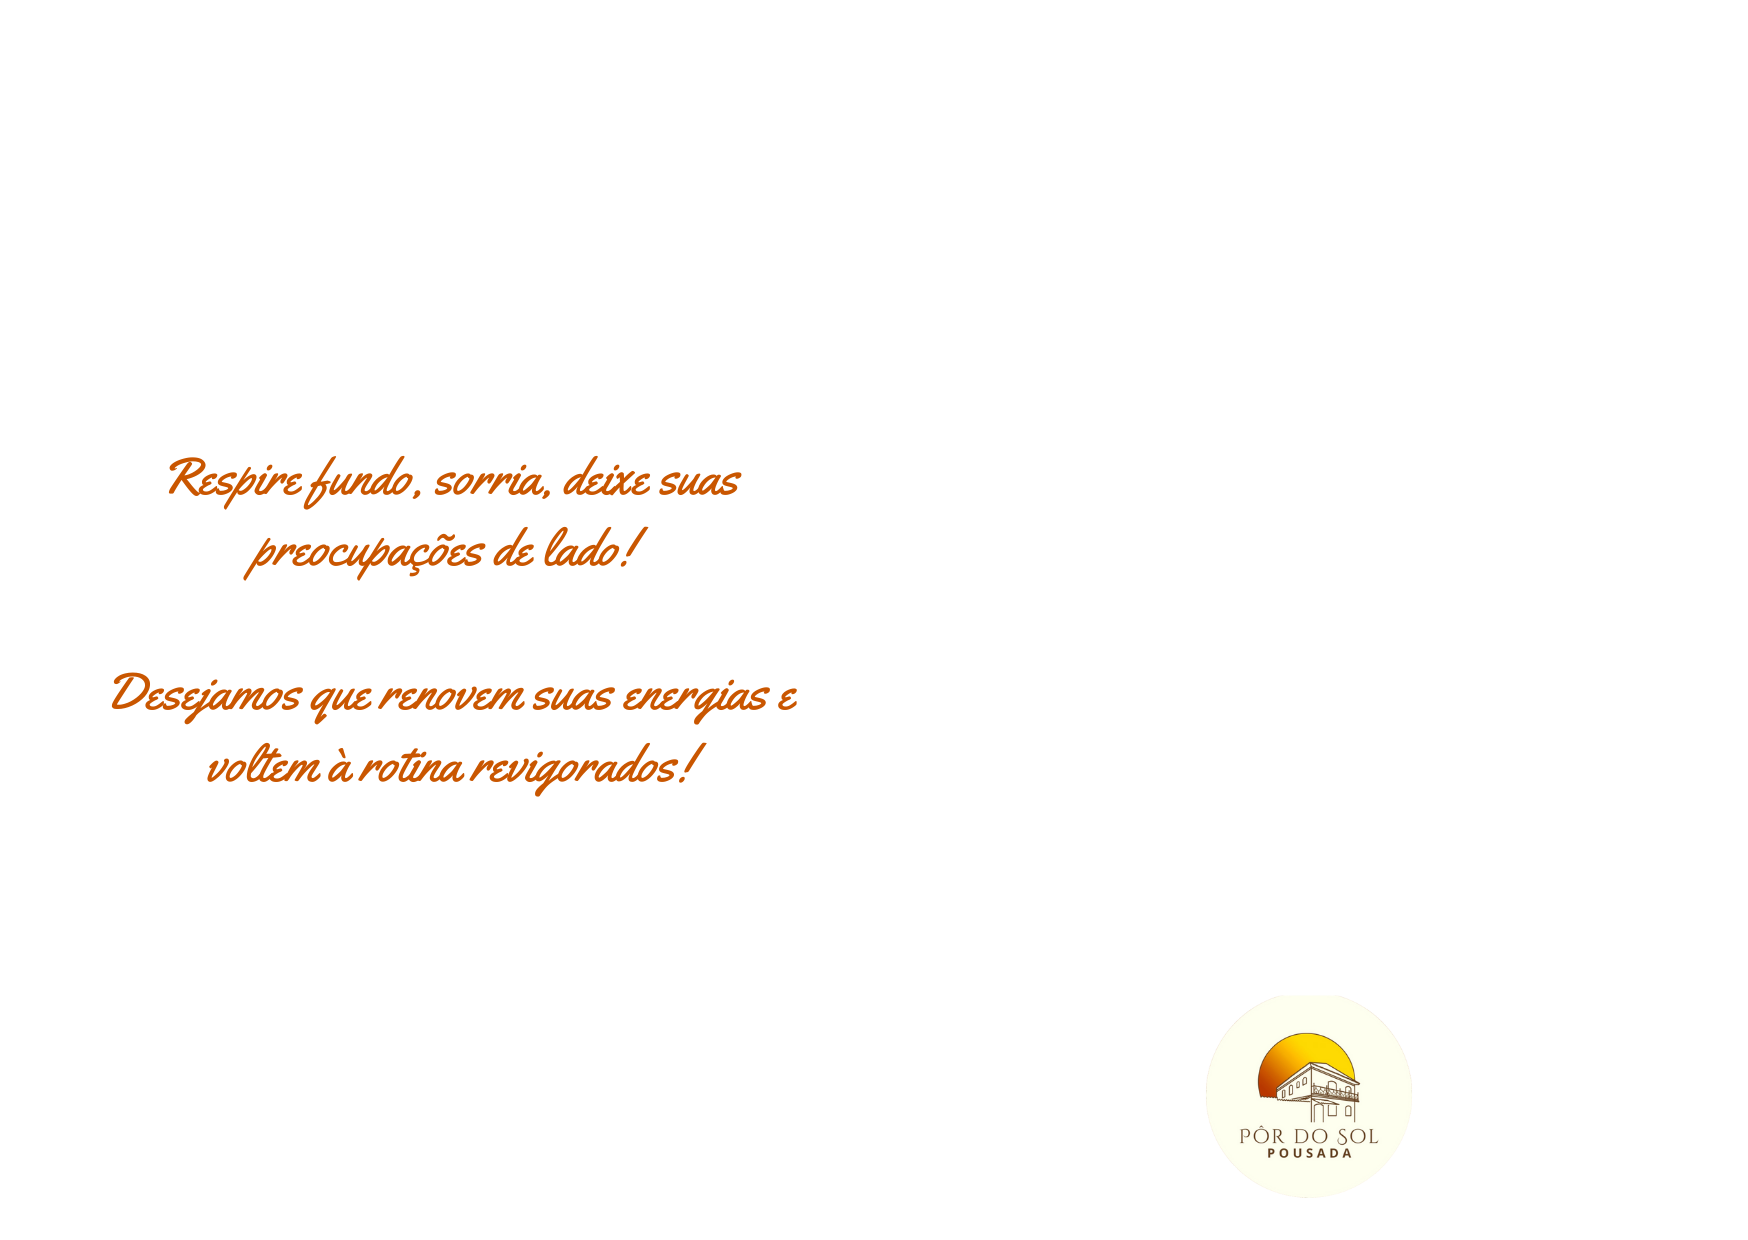 Respire fundo, sorria, deixe suas
preocupações de lado!
Desejamos que renovem suas energias e
voltem à rotina revigorados!
PÔR DO SOL
POUSADA